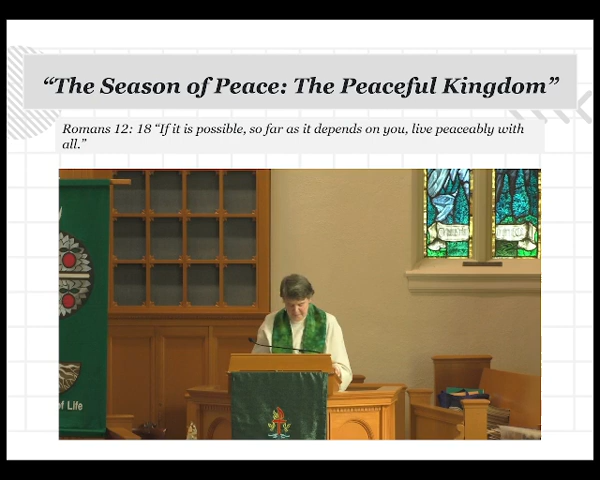 “The Season of Peace: The Peaceful Kingdom”
Romans 12: 18 “If it is possible, so far as it depends on you, live peaceably with
all.”
of Life